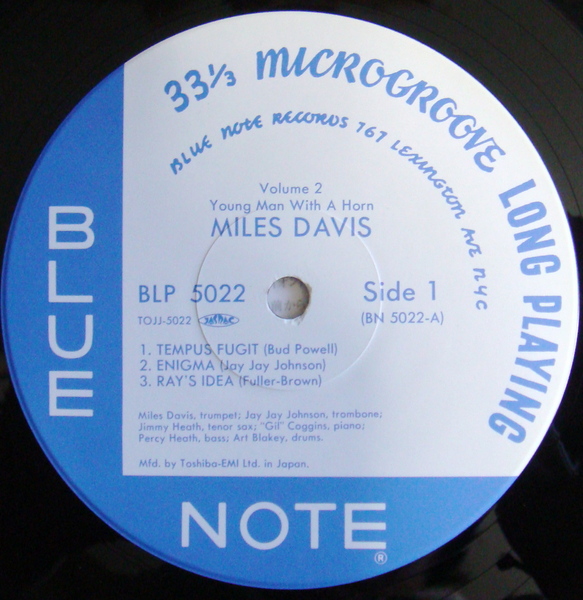 33⅓ MICROGROOVE LONG PLAYING
BLUE NOTE RECORDS 767 LEXINGTON AVE NYC
Volume 2
Young Man With A Horn
MILES DAVIS
BLP 5022
Side 1
TOJJ-5022
(BN 5022-A)
1. TEMPUS FUGIT (Bud Powell)
2. ENIGMA (Jay Jay Johnson)
3. RAY'S IDEA (Fuller-Brown)
Miles Davis, trumpet; Jay Jay Johnson, trombone;
Jimmy Heath, tenor sax; "Gil" Coggins, piano;
Percy Heath, bass; Art Blakey, drums.
Mfd. by Toshiba-EMI Ltd. in Japan.
BLUE
NOTE®